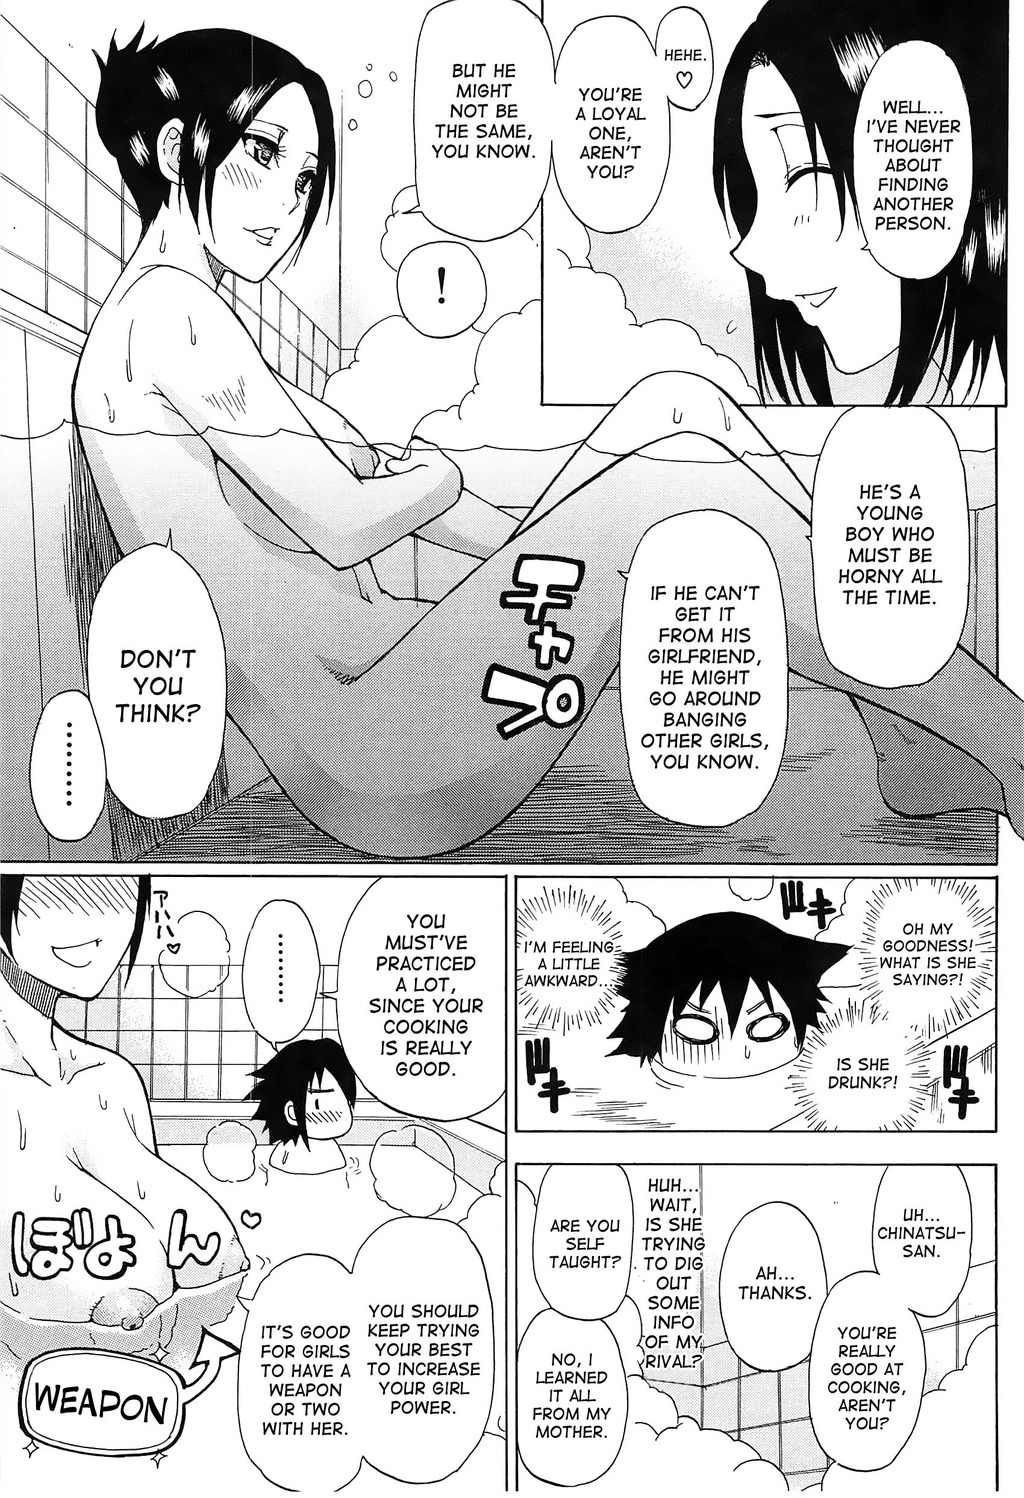 WELL...
I'VE NEVER
THOUGHT
ABOUT
FINDING
ANOTHER
PERSON.
HEHE.
♡
YOU'RE
A LOYAL
ONE,
AREN'T
YOU?
BUT HE
MIGHT
NOT BE
THE SAME,
YOU KNOW.
!
HE'S A
YOUNG
BOY WHO
MUST BE
HORNY ALL
THE TIME.
IF HE CAN'T
GET IT
FROM HIS
GIRLFRIEND,
HE MIGHT
GO AROUND
BANGING
OTHER GIRLS,
YOU KNOW.
チャプ
DON'T
YOU
THINK?
........
OH MY
GOODNESS!
WHAT IS SHE
SAYING?!
ドキ
I'M FEELING
A LITTLE
AWKWARD...
IS SHE
DRUNK?!
ドキ
ドキ
UH...
CHINATSU-
SAN.
YOU'RE
REALLY
GOOD AT
COOKING,
AREN'T
YOU?
AH...
THANKS.
HUH...
WAIT,
IS SHE
TRYING
TO DIG
OUT
SOME
INFO
OF MY
RIVAL?
ARE YOU
SELF
TAUGHT?
NO, I
LEARNED
IT ALL
FROM MY
MOTHER.
YOU
MUST'VE
PRACTICED
A LOT,
SINCE YOUR
COOKING
IS REALLY
GOOD.
........
アハハ♡
YOU SHOULD
KEEP TRYING
YOUR BEST
TO INCREASE
YOUR GIRL
POWER.
IT'S GOOD
FOR GIRLS
TO HAVE A
WEAPON
OR TWO
WITH HER.
ぼよん
WEAPON